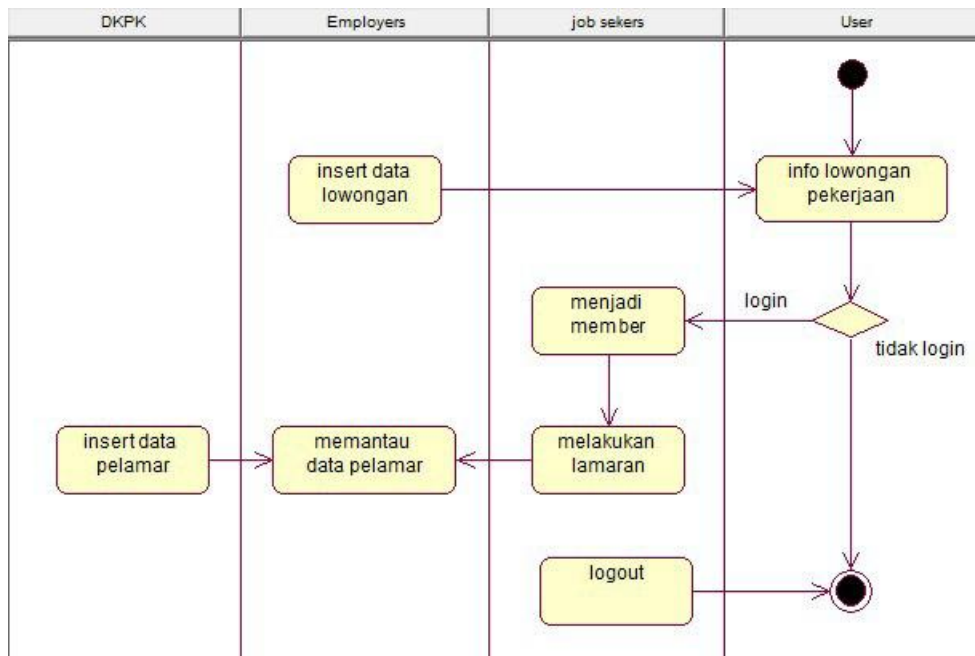 DKPK
Employers
job sekers
User
insert data
lowongan
info lowongan
pekerjaan
menjadi
member
login
tidak login
insert data
pelamar
memantau
data pelamar
melakukan
lamaran
logout